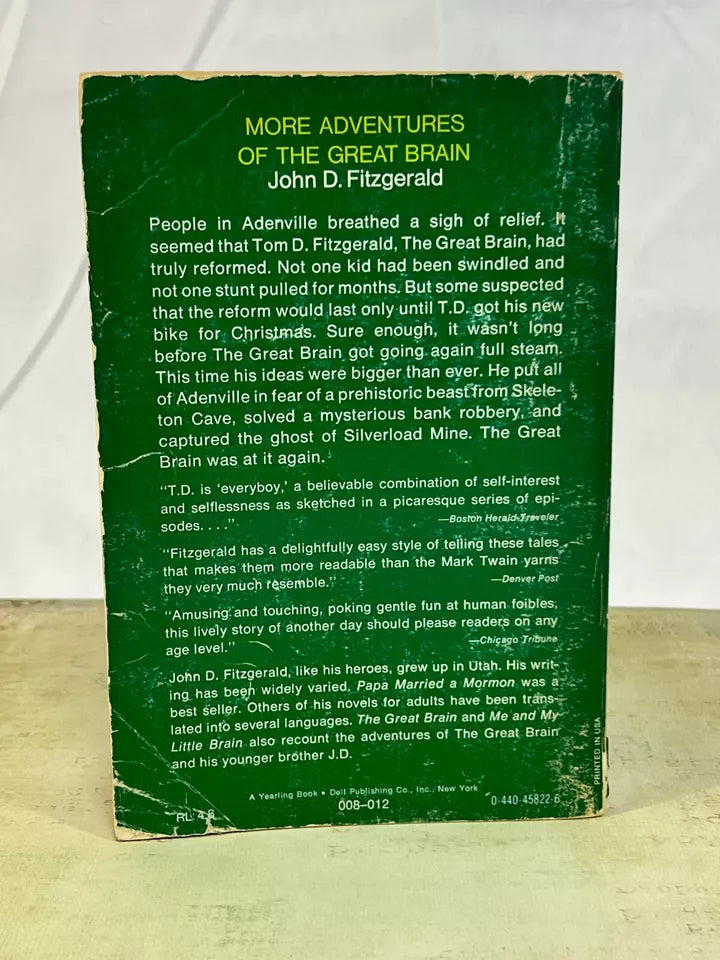 MORE ADVENTURES
OF THE GREAT BRAIN
John D. Fitzgerald
People in Adenville breathed a sigh of relief. It
seemed that Tom D. Fitzgerald, The Great Brain, had
truly reformed. Not one kid had been swindled and
not one stunt pulled for months. But some suspected
that the reform would last only until T.D. got his new
bike for Christmas. Sure enough, it wasn't long
before The Great Brain got going again full steam.
This time his ideas were bigger than ever. He put all
of Adenville in fear of a prehistoric beast from Skele-
ton Cave, solved a mysterious bank robbery, and
captured the ghost of Silverload Mine. The Great
Brain was at it again.
"T.D. is 'everyboy,' a believable combination of self-interest
and selflessness as sketched in a picaresque series of epi-
sodes. . . ."
—Boston Herald-Traveler
"Fitzgerald has a delightfully easy style of telling these tales
that makes them more readable than the Mark Twain yarns
they very much resemble."
—Denver Post
"Amusing and touching, poking gentle fun at human foibles,
this lively story of another day should please readers on any
age level."
—Chicago Tribune
John D. Fitzgerald, like his heroes, grew up in Utah. His writ-
ing has been widely varied. Papa Married a Mormon was a
best seller. Others of his novels for adults have been trans-
lated into several languages. The Great Brain and Me and My
Little Brain also recount the adventures of The Great Brain
and his younger brother J.D.
PRINTED IN USA
A Yearling Book • Dell Publishing Co., Inc., New York
008-012
0-440-45822-6
RL: 4.8